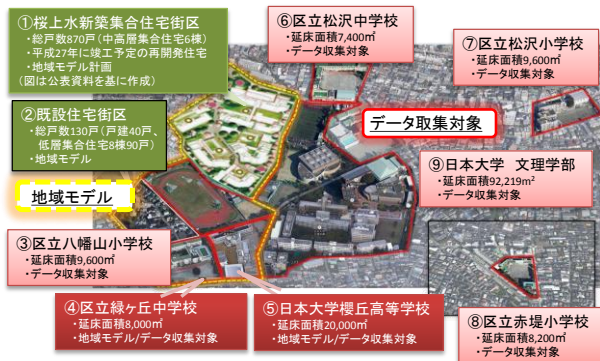 ①桜上水新築集合住宅街区
・総戸数870戸(中高層集合住宅6棟)
・平成27年に竣工予定の再開発住宅
・地域モデル計画
(図は公表資料を基に作成)
②既設住宅街区
・総戸数130戸(戸建40戸、
低層集合住宅8棟90戸)
・地域モデル
地域モデル
③区立八幡山小学校
・延床面積9,600㎡
・データ収集対象
④区立緑ヶ丘中学校
・延床面積8,000㎡
・地域モデル/データ収集対象
⑤日本大学櫻丘高等学校
・延床面積20,000㎡
・地域モデル/データ収集対象
⑥区立松沢中学校
・延床面積7,400㎡
・データ収集対象
データ収集対象
⑦区立松沢小学校
・延床面積9,600㎡
・データ収集対象
⑨日本大学 文理学部
・延床面積92,219m²
・データ収集対象
⑧区立赤堤小学校
・延床面積8,200㎡
・データ収集対象